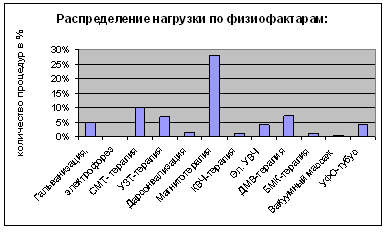 Распределение нагрузки по физиофактарам:
количество процедур в %
30%
25%
20%
15%
10%
5%
0%
Гальванизация,
электрофорез
СМТ- терапия
УЗТ-терапия
Дарсонвализация
Магнитотерапия
КВЧ-терапия
Эл. УВЧ
ДМВ-терапия
БМК-терапия
Вакуумный массаж
УФО-тубус